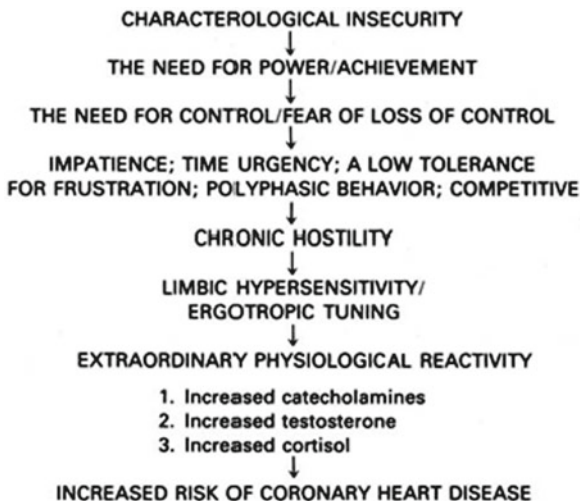 CHARACTEROLOGICAL INSECURITY
THE NEED FOR POWER/ACHIEVEMENT
THE NEED FOR CONTROL/FEAR OF LOSS OF CONTROL
IMPATIENCE; TIME URGENCY; A LOW TOLERANCE
FOR FRUSTRATION; POLYPHASIC BEHAVIOR; COMPETITIVE
CHRONIC HOSTILITY
LIMBIC HYPERSENSITIVITY/
ERGOTROPIC TUNING
EXTRAORDINARY PHYSIOLOGICAL REACTIVITY
1. Increased catecholamines
2. Increased testosterone
3. Increased cortisol
INCREASED RISK OF CORONARY HEART DISEASE